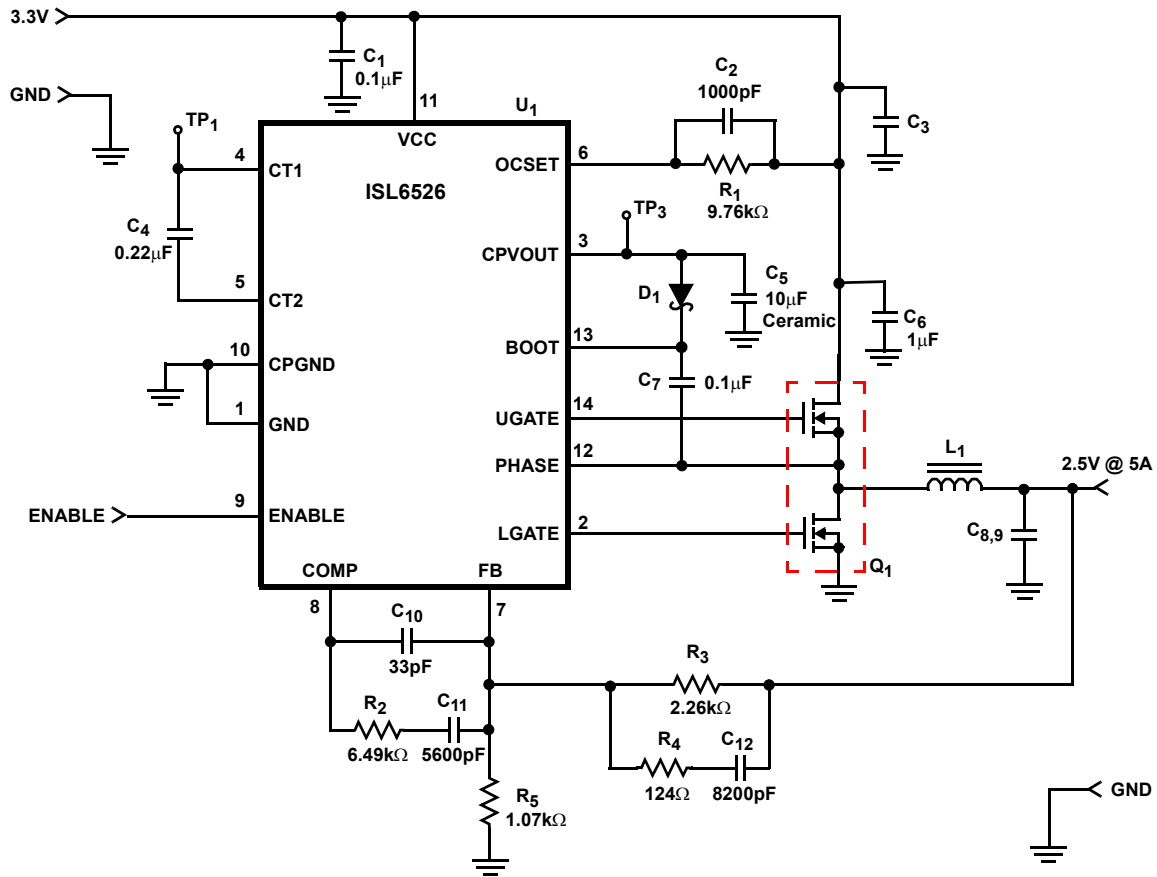 3.3V
C1
0.1μF
GND
TP1
11
U1
VCC
C2
1000pF
C3
4
CT1
OCSET
6
ISL6526
R1
9.76kΩ
C4
0.22μF
TP3
CPVOUT
3
5
CT2
D1
C5
10μF
Ceramic
C6
1μF
10
CPGND
BOOT
13
C7
0.1μF
1
GND
UGATE
14
PHASE
12
L1
2.5V @ 5A
ENABLE
9
ENABLE
LGATE
2
C8,9
Q1
COMP
FB
8
7
C10
33pF
R3
2.26kΩ
R2
6.49kΩ
C11
5600pF
R4
124Ω
C12
8200pF
R5
1.07kΩ
GND